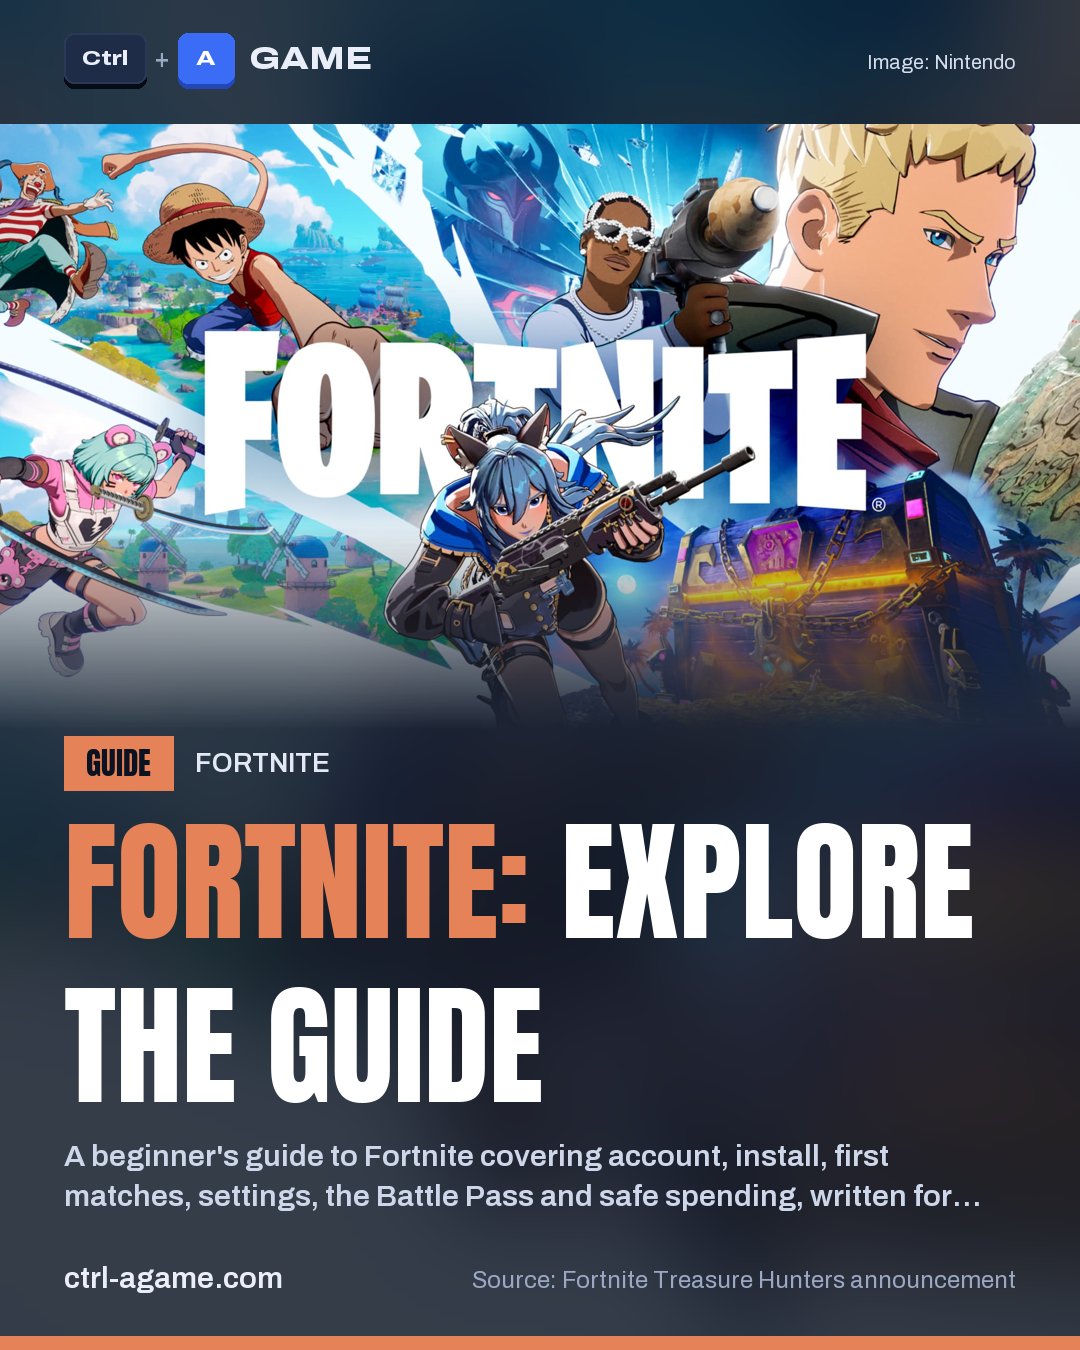 Ctrl + A GAME
Image: Nintendo
FORTNITE
®
GUIDE FORTNITE
FORTNITE: EXPLORE
THE GUIDE
A beginner's guide to Fortnite covering account, install, first
matches, settings, the Battle Pass and safe spending, written for...
ctrl-agame.com
Source: Fortnite Treasure Hunters announcement